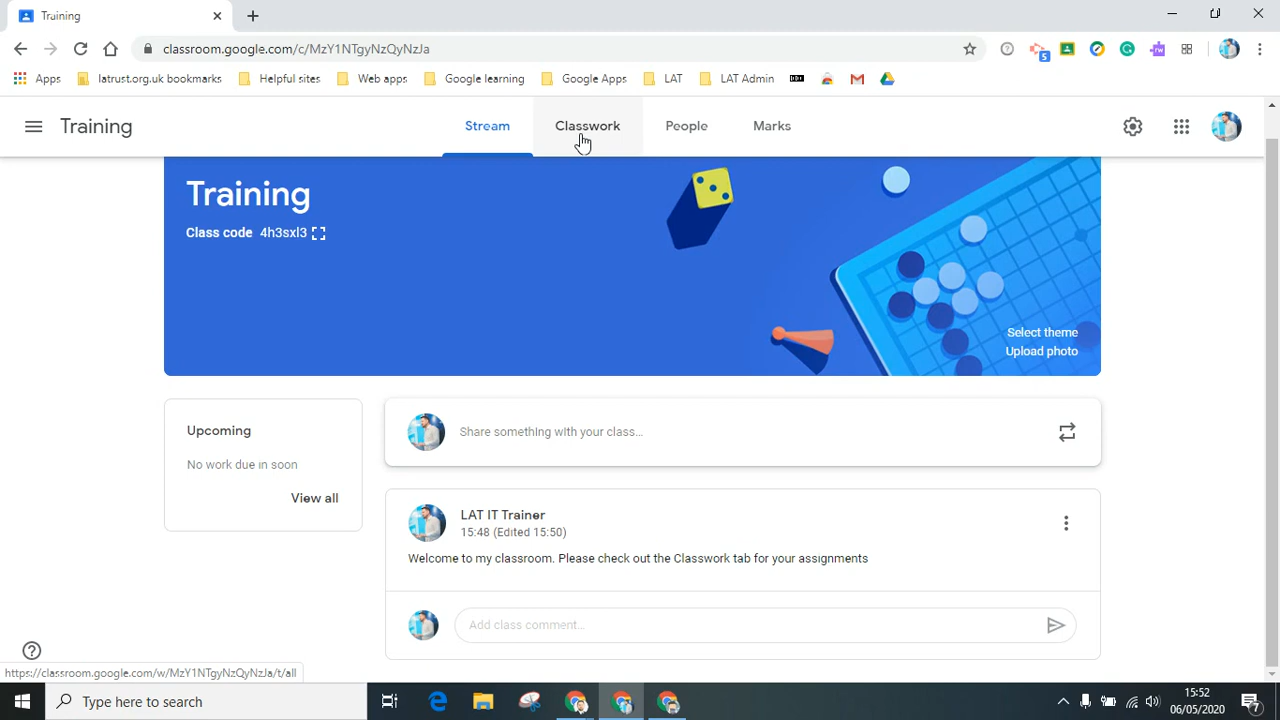 Training
classroom.google.com/c/MzY1NTgyNzQyNzJa
5
rw
Apps
latrust.org.uk bookmarks
Helpful sites
Web apps
Google learning
Google Apps
LAT
LAT Admin
Training
Stream
Classwork
People
Marks
Training
Class code 4h3sxl3
Select theme
Upload photo
Upcoming
No work due in soon
View all
Share something with your class...
LAT IT Trainer
15:48 (Edited 15:50)
Welcome to my classroom. Please check out the Classwork tab for your assignments
Add class comment...
https://classroom.google.com/w/MzY1NTgyNzQyNzJa/t/all
Type here to search
15:52
06/05/2020
7